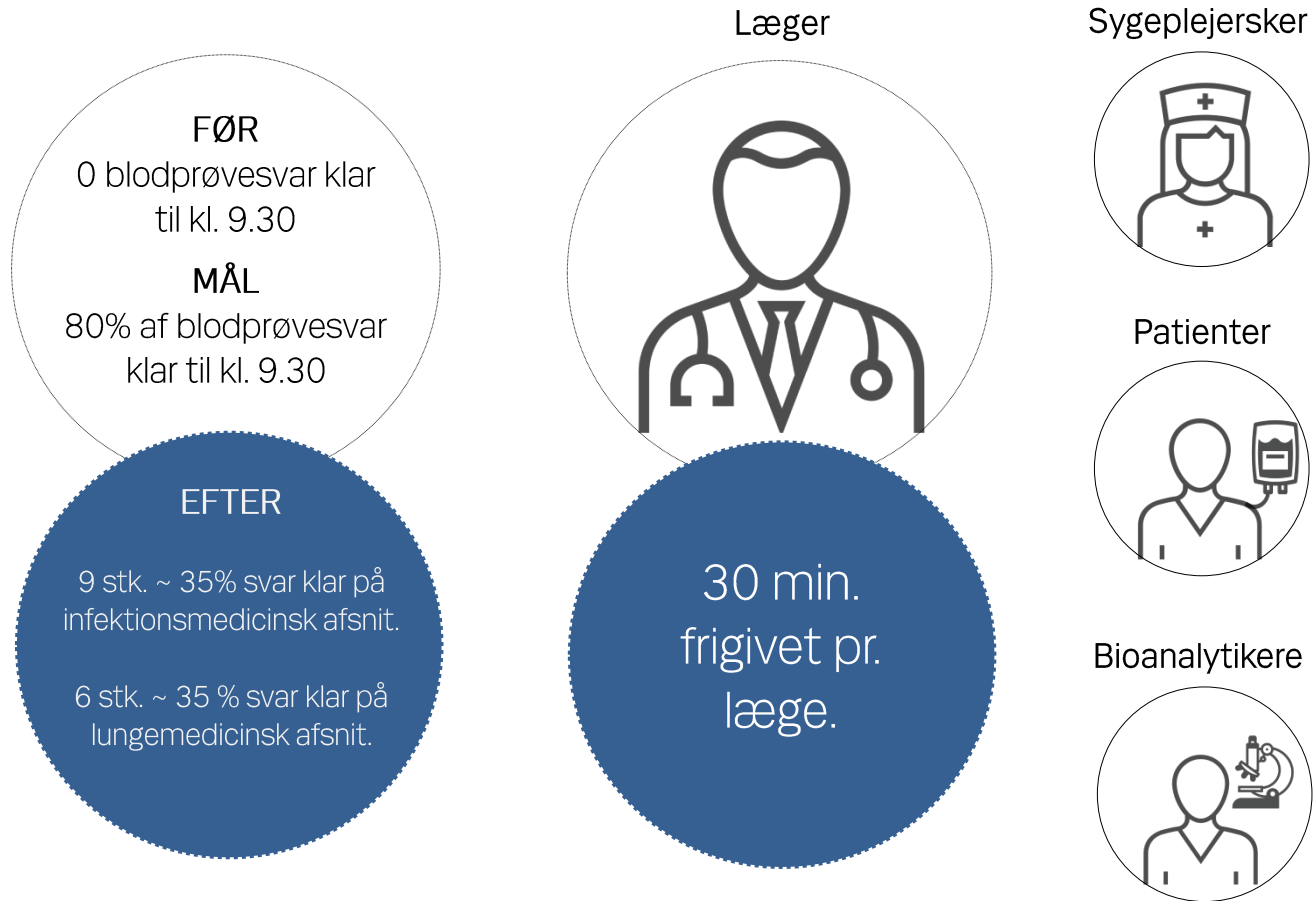 FØR
0 blodprøvesvar klar
til kl. 9.30
MÅL
80% af blodprøvesvar
klar til kl. 9.30
EFTER
9 stk. ~ 35% svar klar på
infektionsmedicinsk afsnit.
6 stk. ~ 35 % svar klar på
lungemedicinsk afsnit.
Læger
30 min.
frigivet pr.
læge.
Sygeplejersker
Patienter
Bioanalytikere